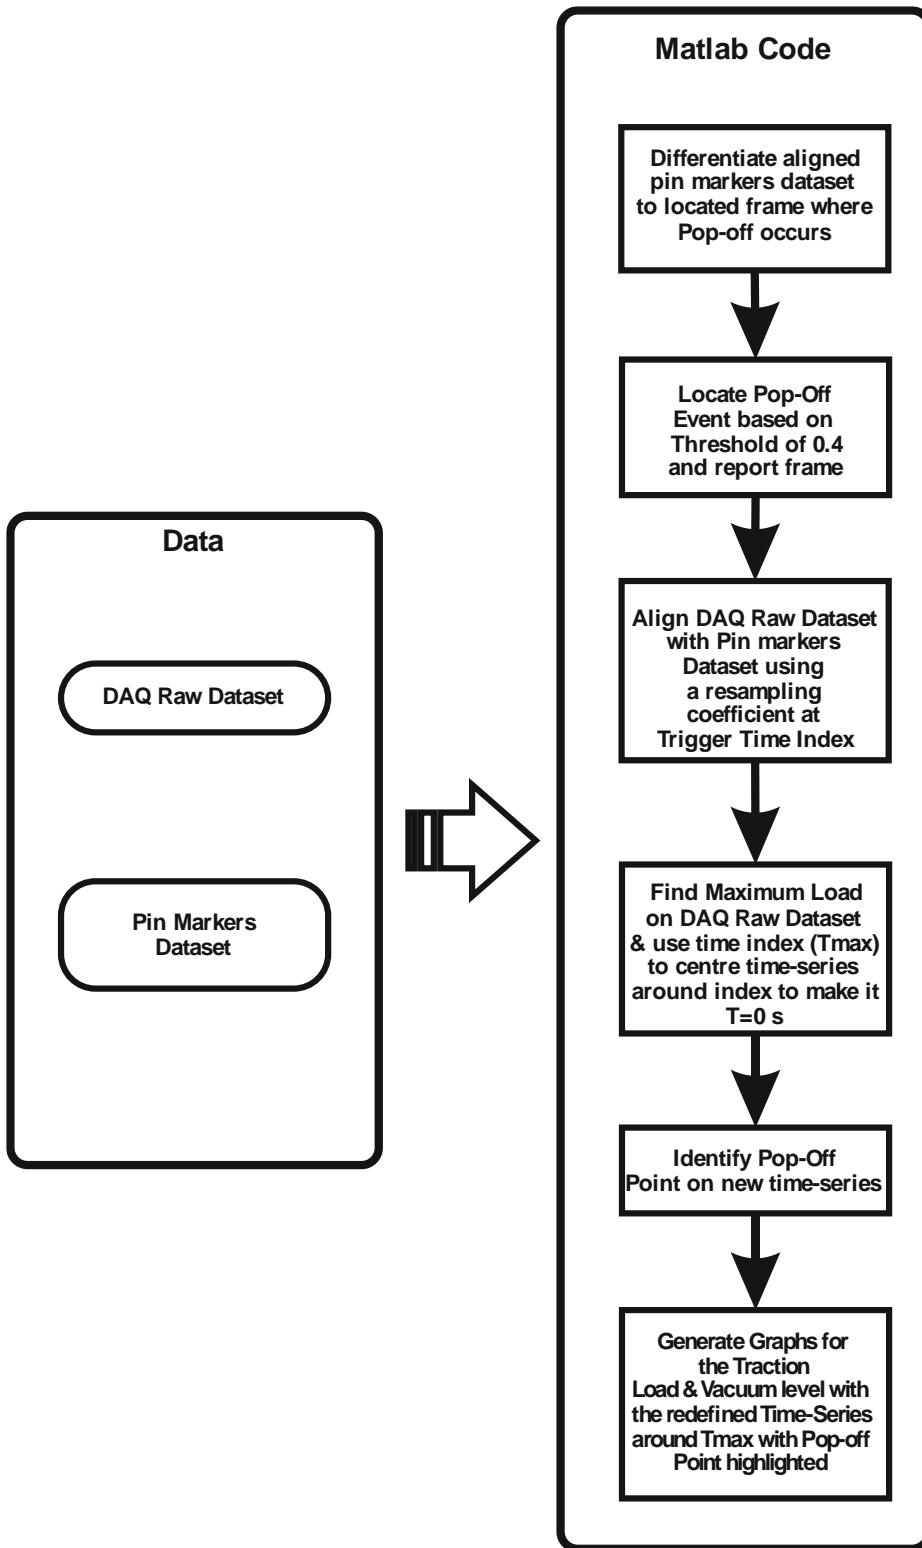 Data
DAQ Raw Dataset
Pin Markers
Dataset
Matlab Code
Differentiate aligned
pin markers dataset
to located frame where
Pop-off occurs
Locate Pop-Off
Event based on
Threshold of 0.4
and report frame
Align DAQ Raw Dataset
with Pin markers
Dataset using
a resampling
coefficient at
Trigger Time Index
Find Maximum Load
on DAQ Raw Dataset
& use time index (Tmax)
to centre time-series
around index to make it
T=0 s
Identify Pop-Off
Point on new time-series
Generate Graphs for
the Traction
Load & Vacuum level with
the redefined Time-Series
around Tmax with Pop-off
Point highlighted